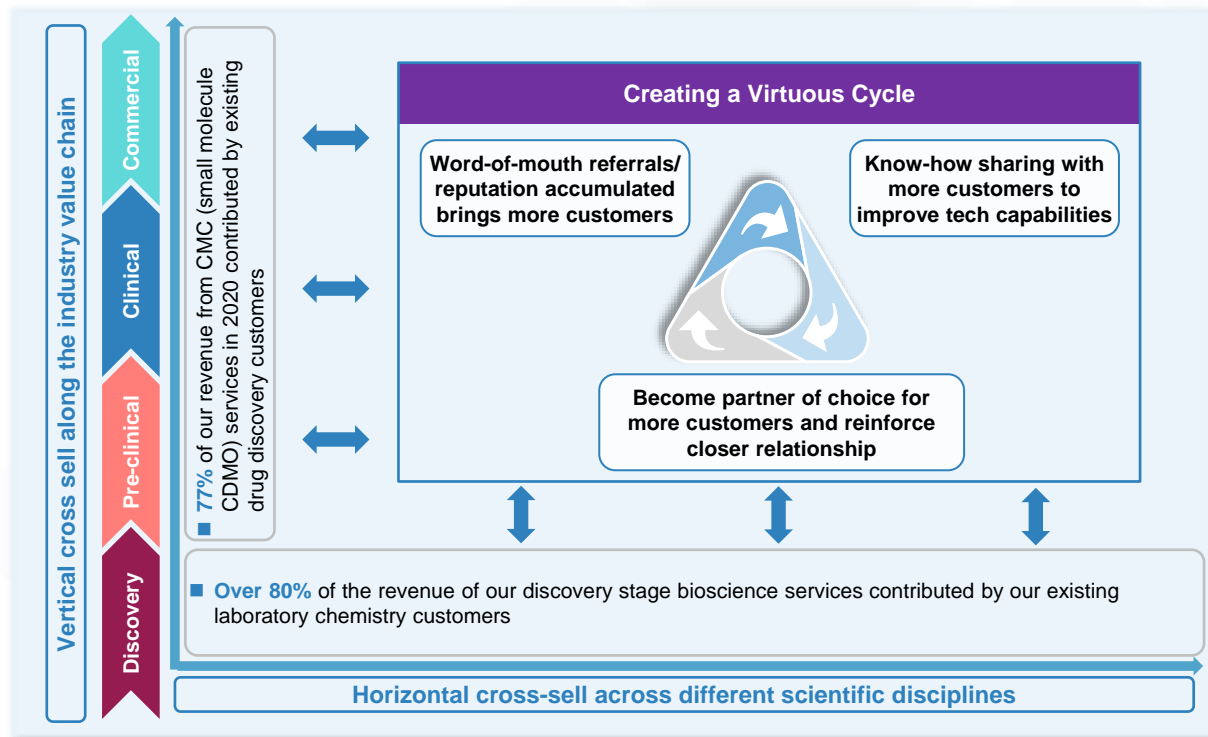 Vertical cross sell along the industry value chain
Commercial
Clinical
Pre-clinical
Discovery
■ 77% of our revenue from CMC (small molecule
CDMO) services in 2020 contributed by existing
drug discovery customers
Creating a Virtuous Cycle
Word-of-mouth referrals/
reputation accumulated
brings more customers
Know-how sharing with
more customers to
improve tech capabilities
Become partner of choice for
more customers and reinforce
closer relationship
■ Over 80% of the revenue of our discovery stage bioscience services contributed by our existing
laboratory chemistry customers
Horizontal cross-sell across different scientific disciplines